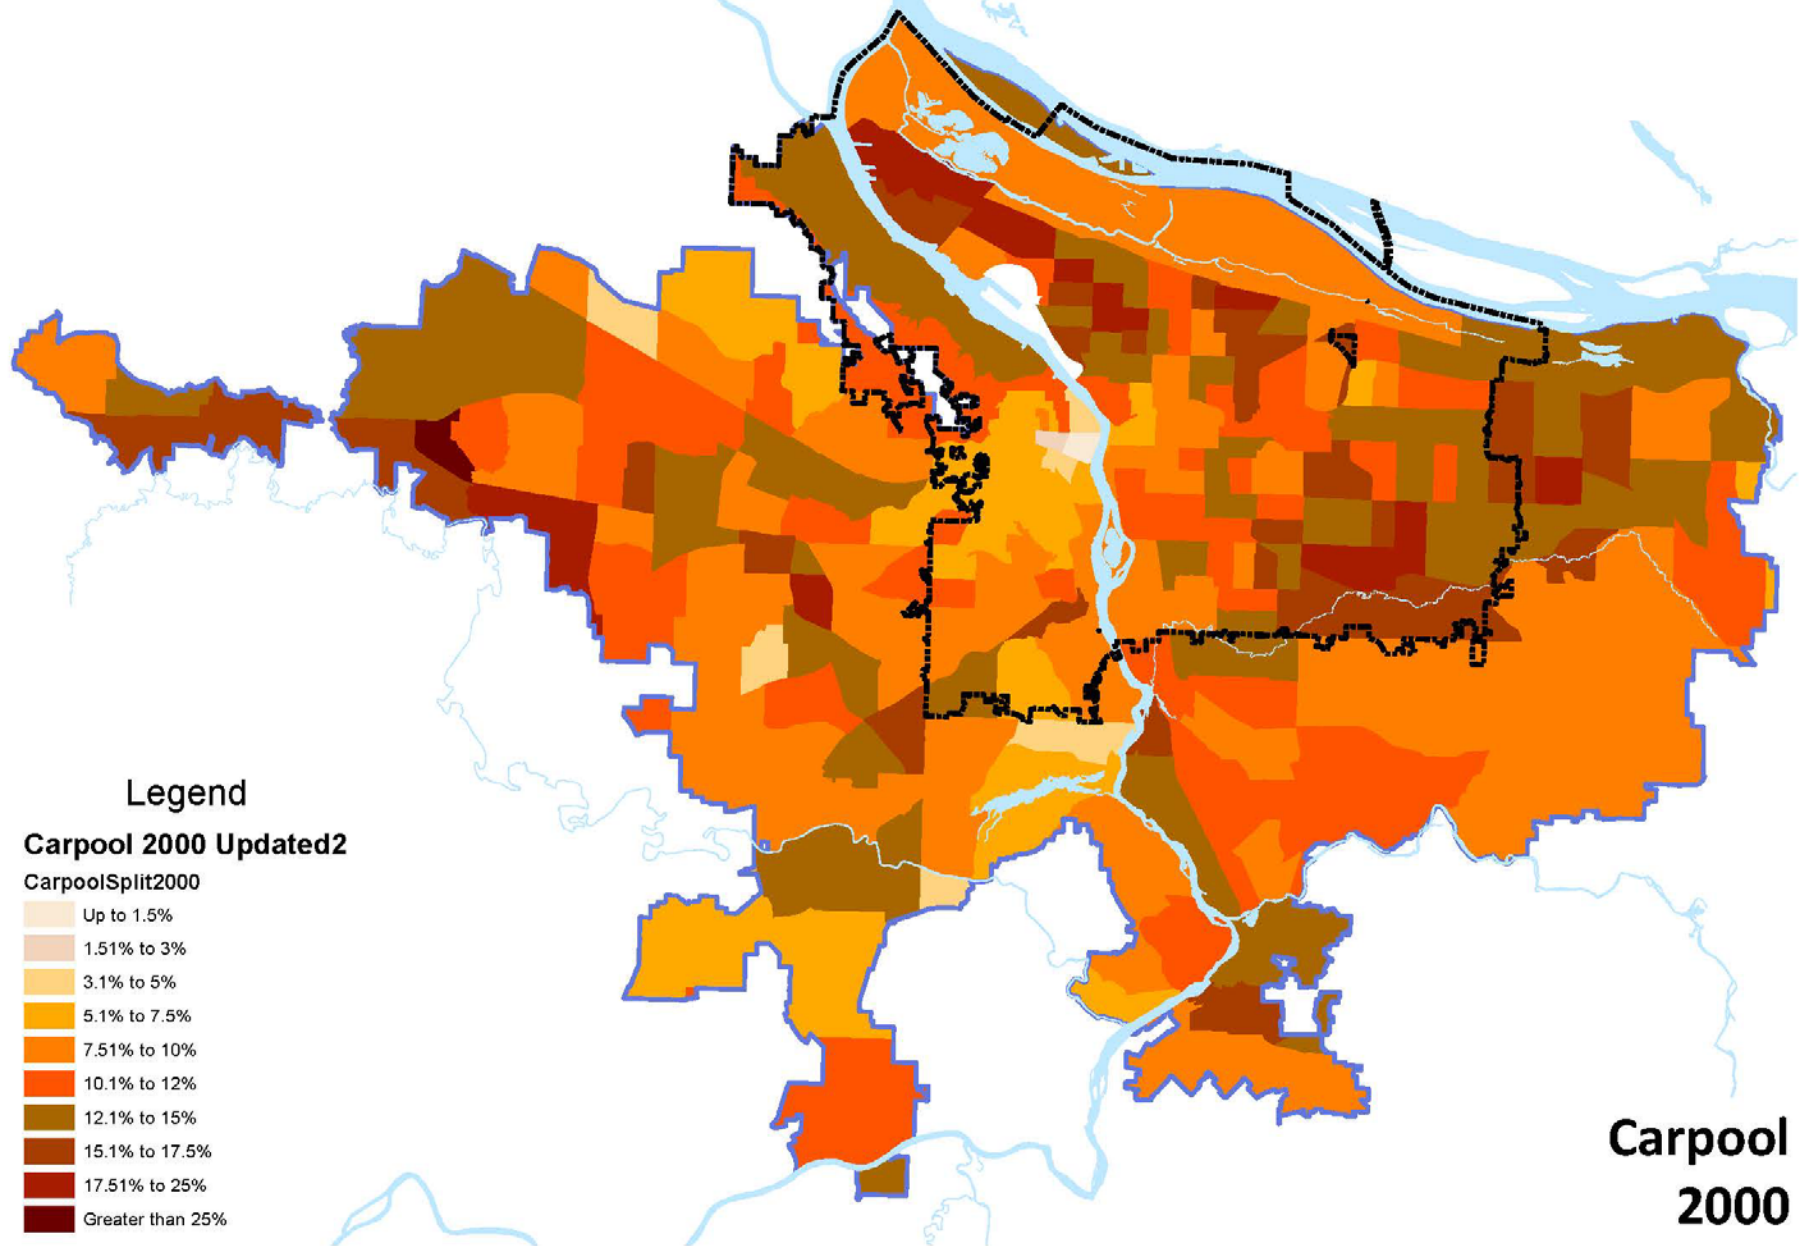 Legend
Carpool 2000 Updated2
CarpoolSplit2000
Up to 1.5%
1.51% to 3%
3.1% to 5%
5.1% to 7.5%
7.51% to 10%
10.1% to 12%
12.1% to 15%
15.1% to 17.5%
17.51% to 25%
Greater than 25%
Carpool
2000